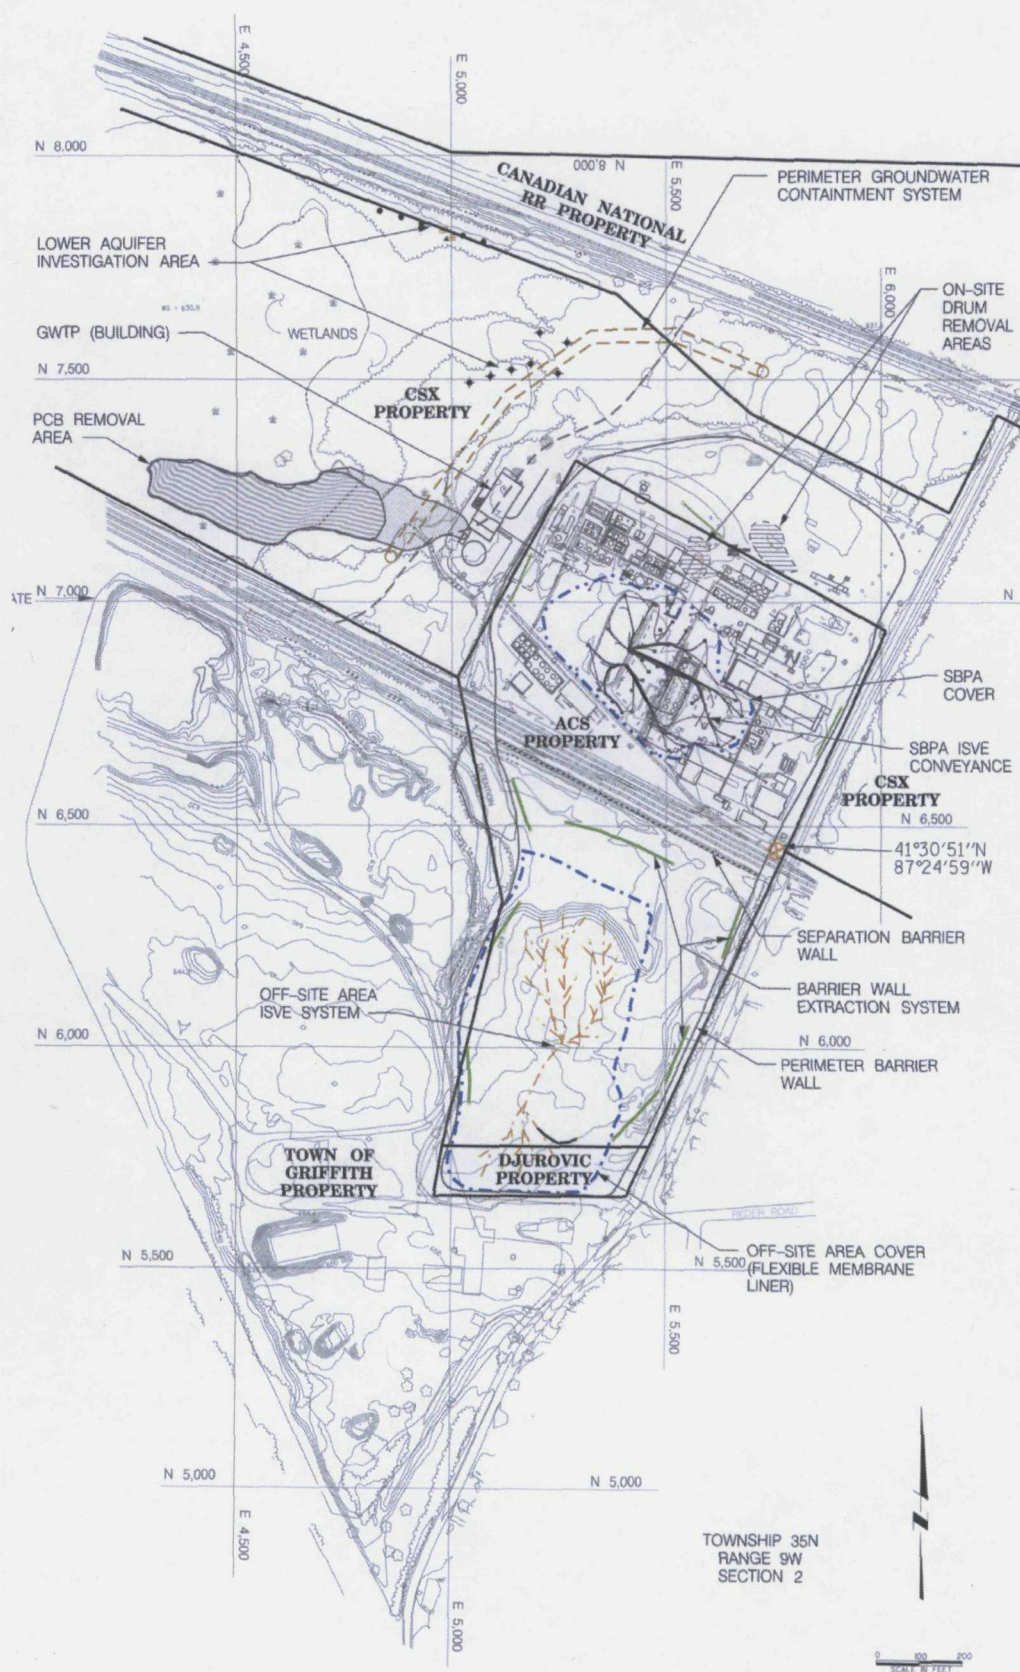 E 4,500
E 5,000
N 8,000
N 8,000
E 5,500
CANADIAN NATIONAL
RR PROPERTY
PERIMETER GROUNDWATER
CONTAINTMENT SYSTEM
LOWER AQUIFER
INVESTIGATION AREA
E 6,000
ON-SITE
DRUM
REMOVAL
AREAS
GWTP (BUILDING)
WETLANDS
N 7,500
CSX
PROPERTY
PCB REMOVAL
AREA
ATE
N 7,000
N
SBPA
COVER
ACS
PROPERTY
SBPA ISVE
CONVEYANCE
CSX
PROPERTY
N 6,500
N 6,500
41°30'51''N
87°24'59''W
SEPARATION BARRIER
WALL
OFF-SITE AREA
ISVE SYSTEM
BARRIER WALL
EXTRACTION SYSTEM
N 6,000
N 6,000
PERIMETER BARRIER
WALL
TOWN OF
GRIFFITH
PROPERTY
DJUROVIC
PROPERTY
REDER ROAD
N 5,500
N 5,500
OFF-SITE AREA COVER
(FLEXIBLE MEMBRANE
LINER)
E 5,500
N 5,000
N 5,000
E 4,500
E 5,000
TOWNSHIP 35N
RANGE 9W
SECTION 2
0 100 200
SCALE IN FEET